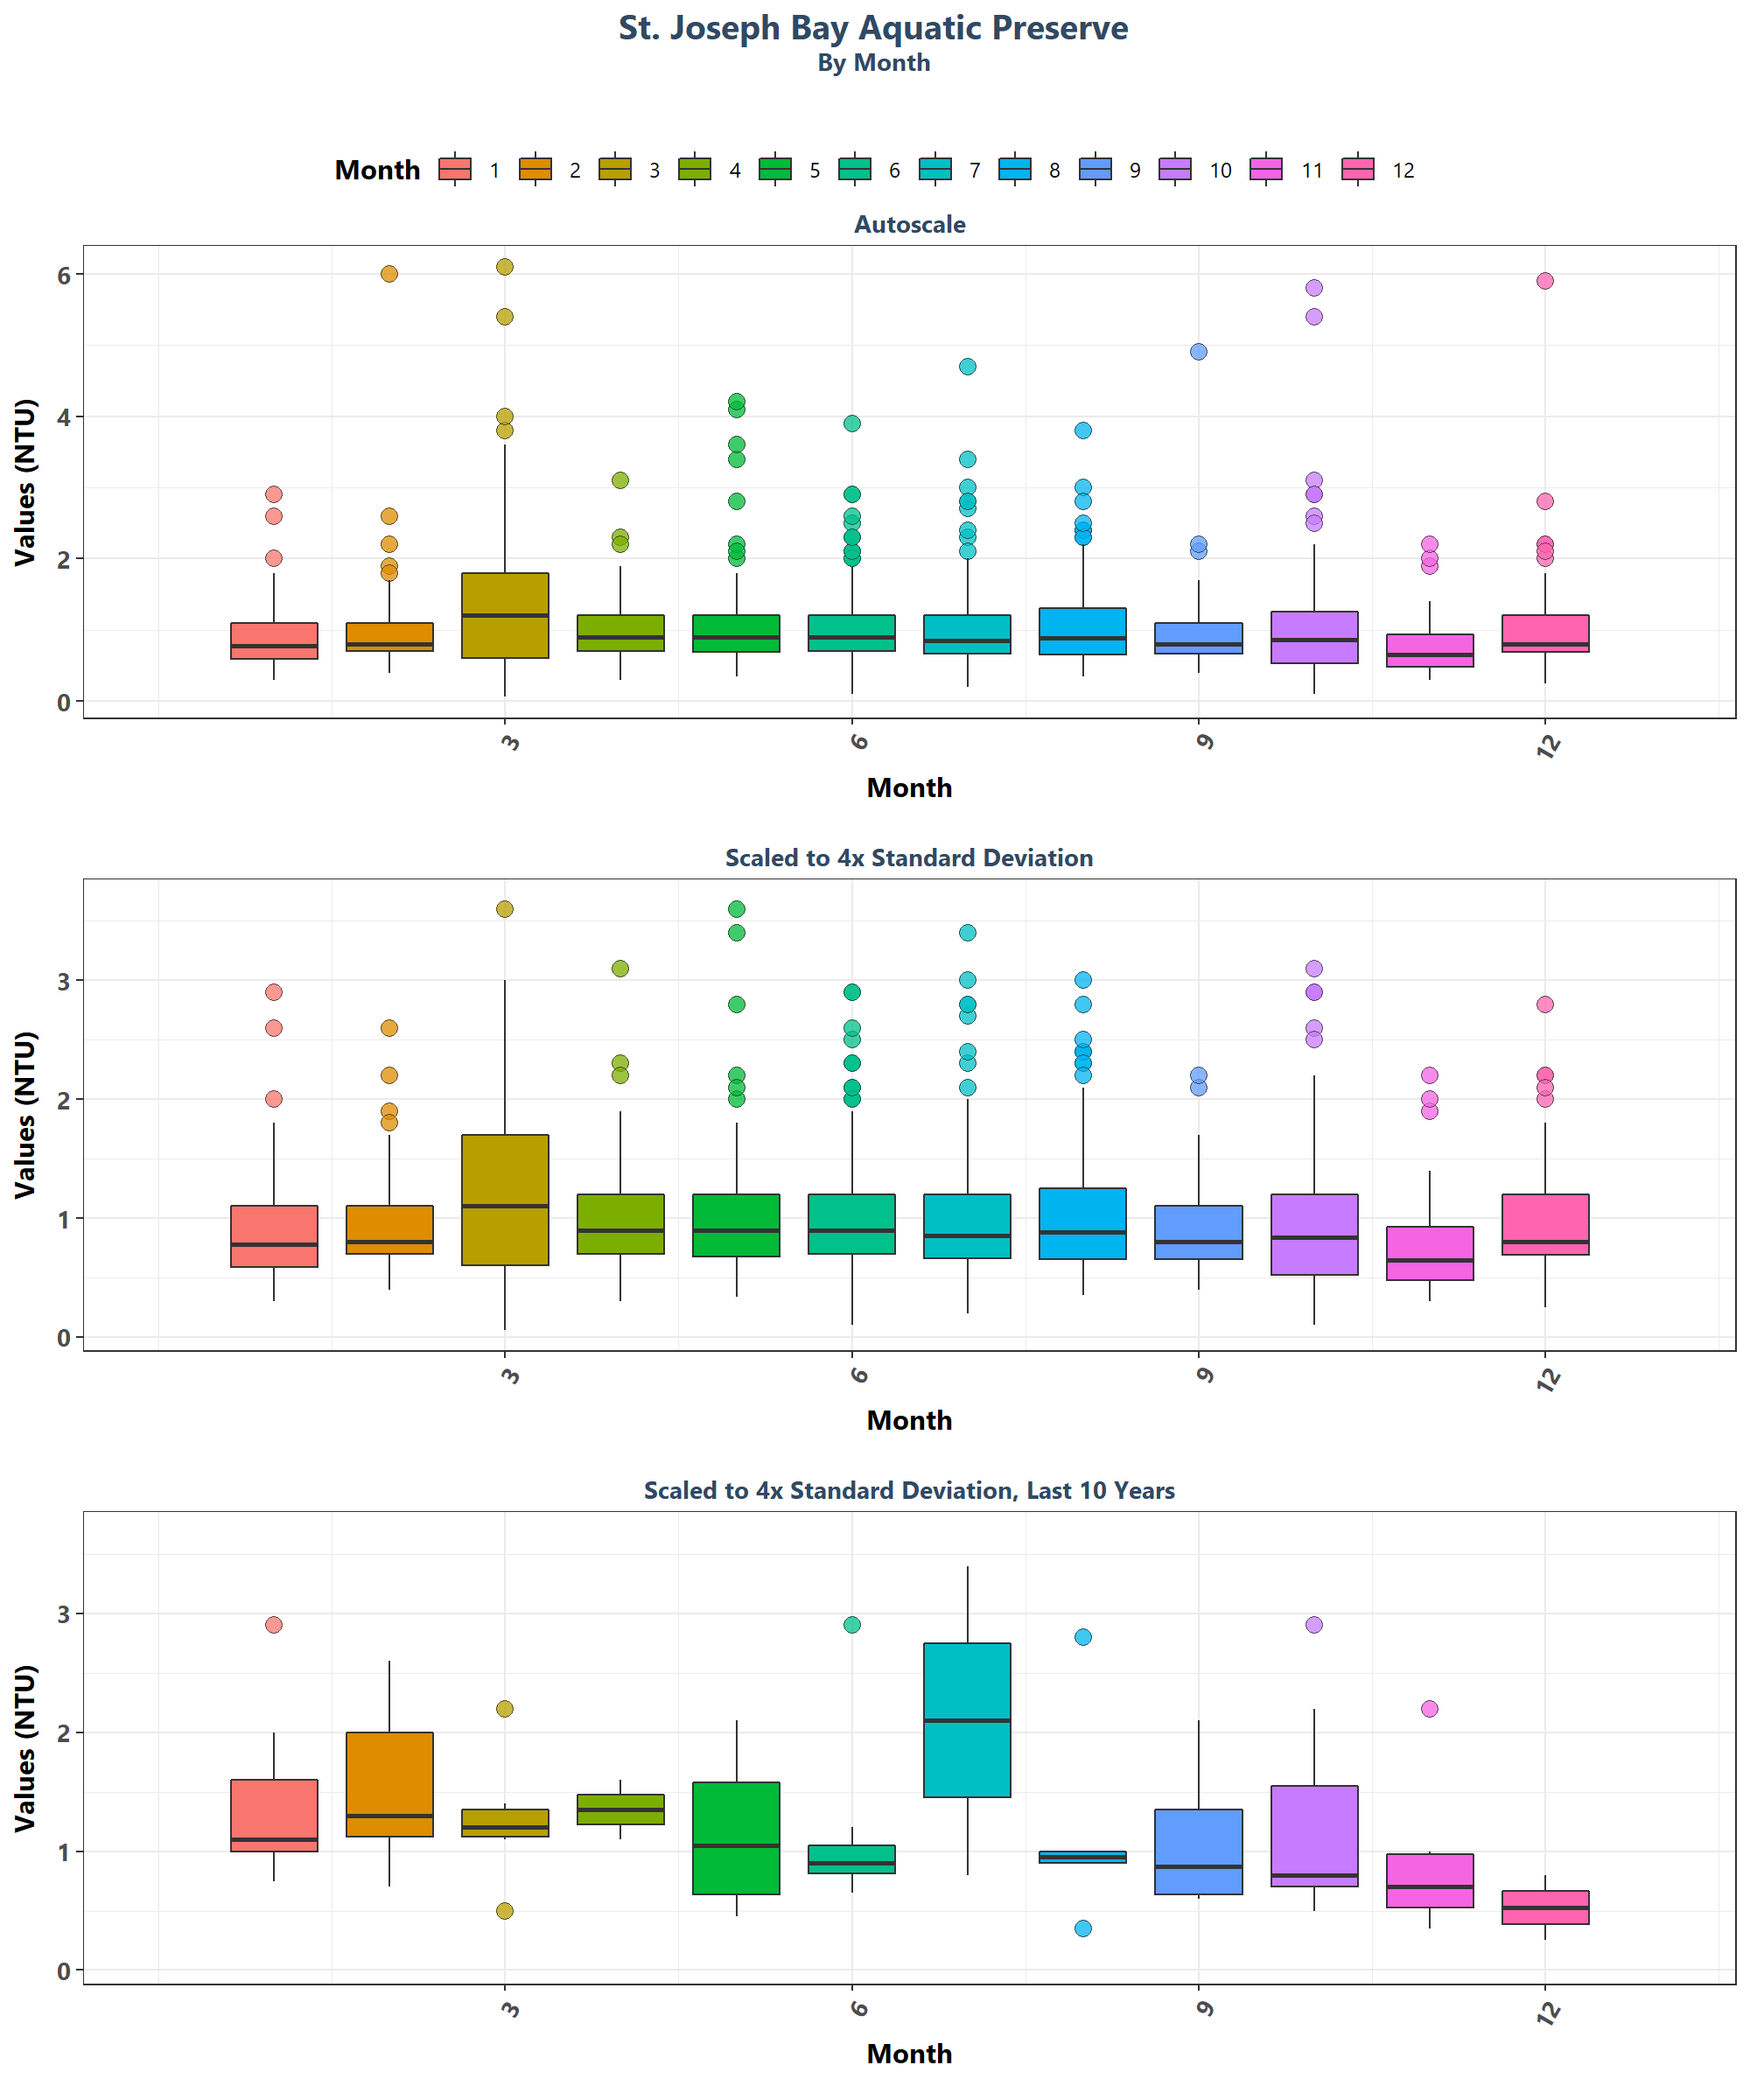 St. Joseph Bay Aquatic Preserve
By Month
Month 1 2 3 4 5 6 7 8 9 10 11 12
Autoscale
Values (NTU)
6
4
2
0
3 6 9 12
Month
Scaled to 4x Standard Deviation
Values (NTU)
3
2
1
0
3 6 9 12
Month
Scaled to 4x Standard Deviation, Last 10 Years
Values (NTU)
3
2
1
0
3 6 9 12
Month